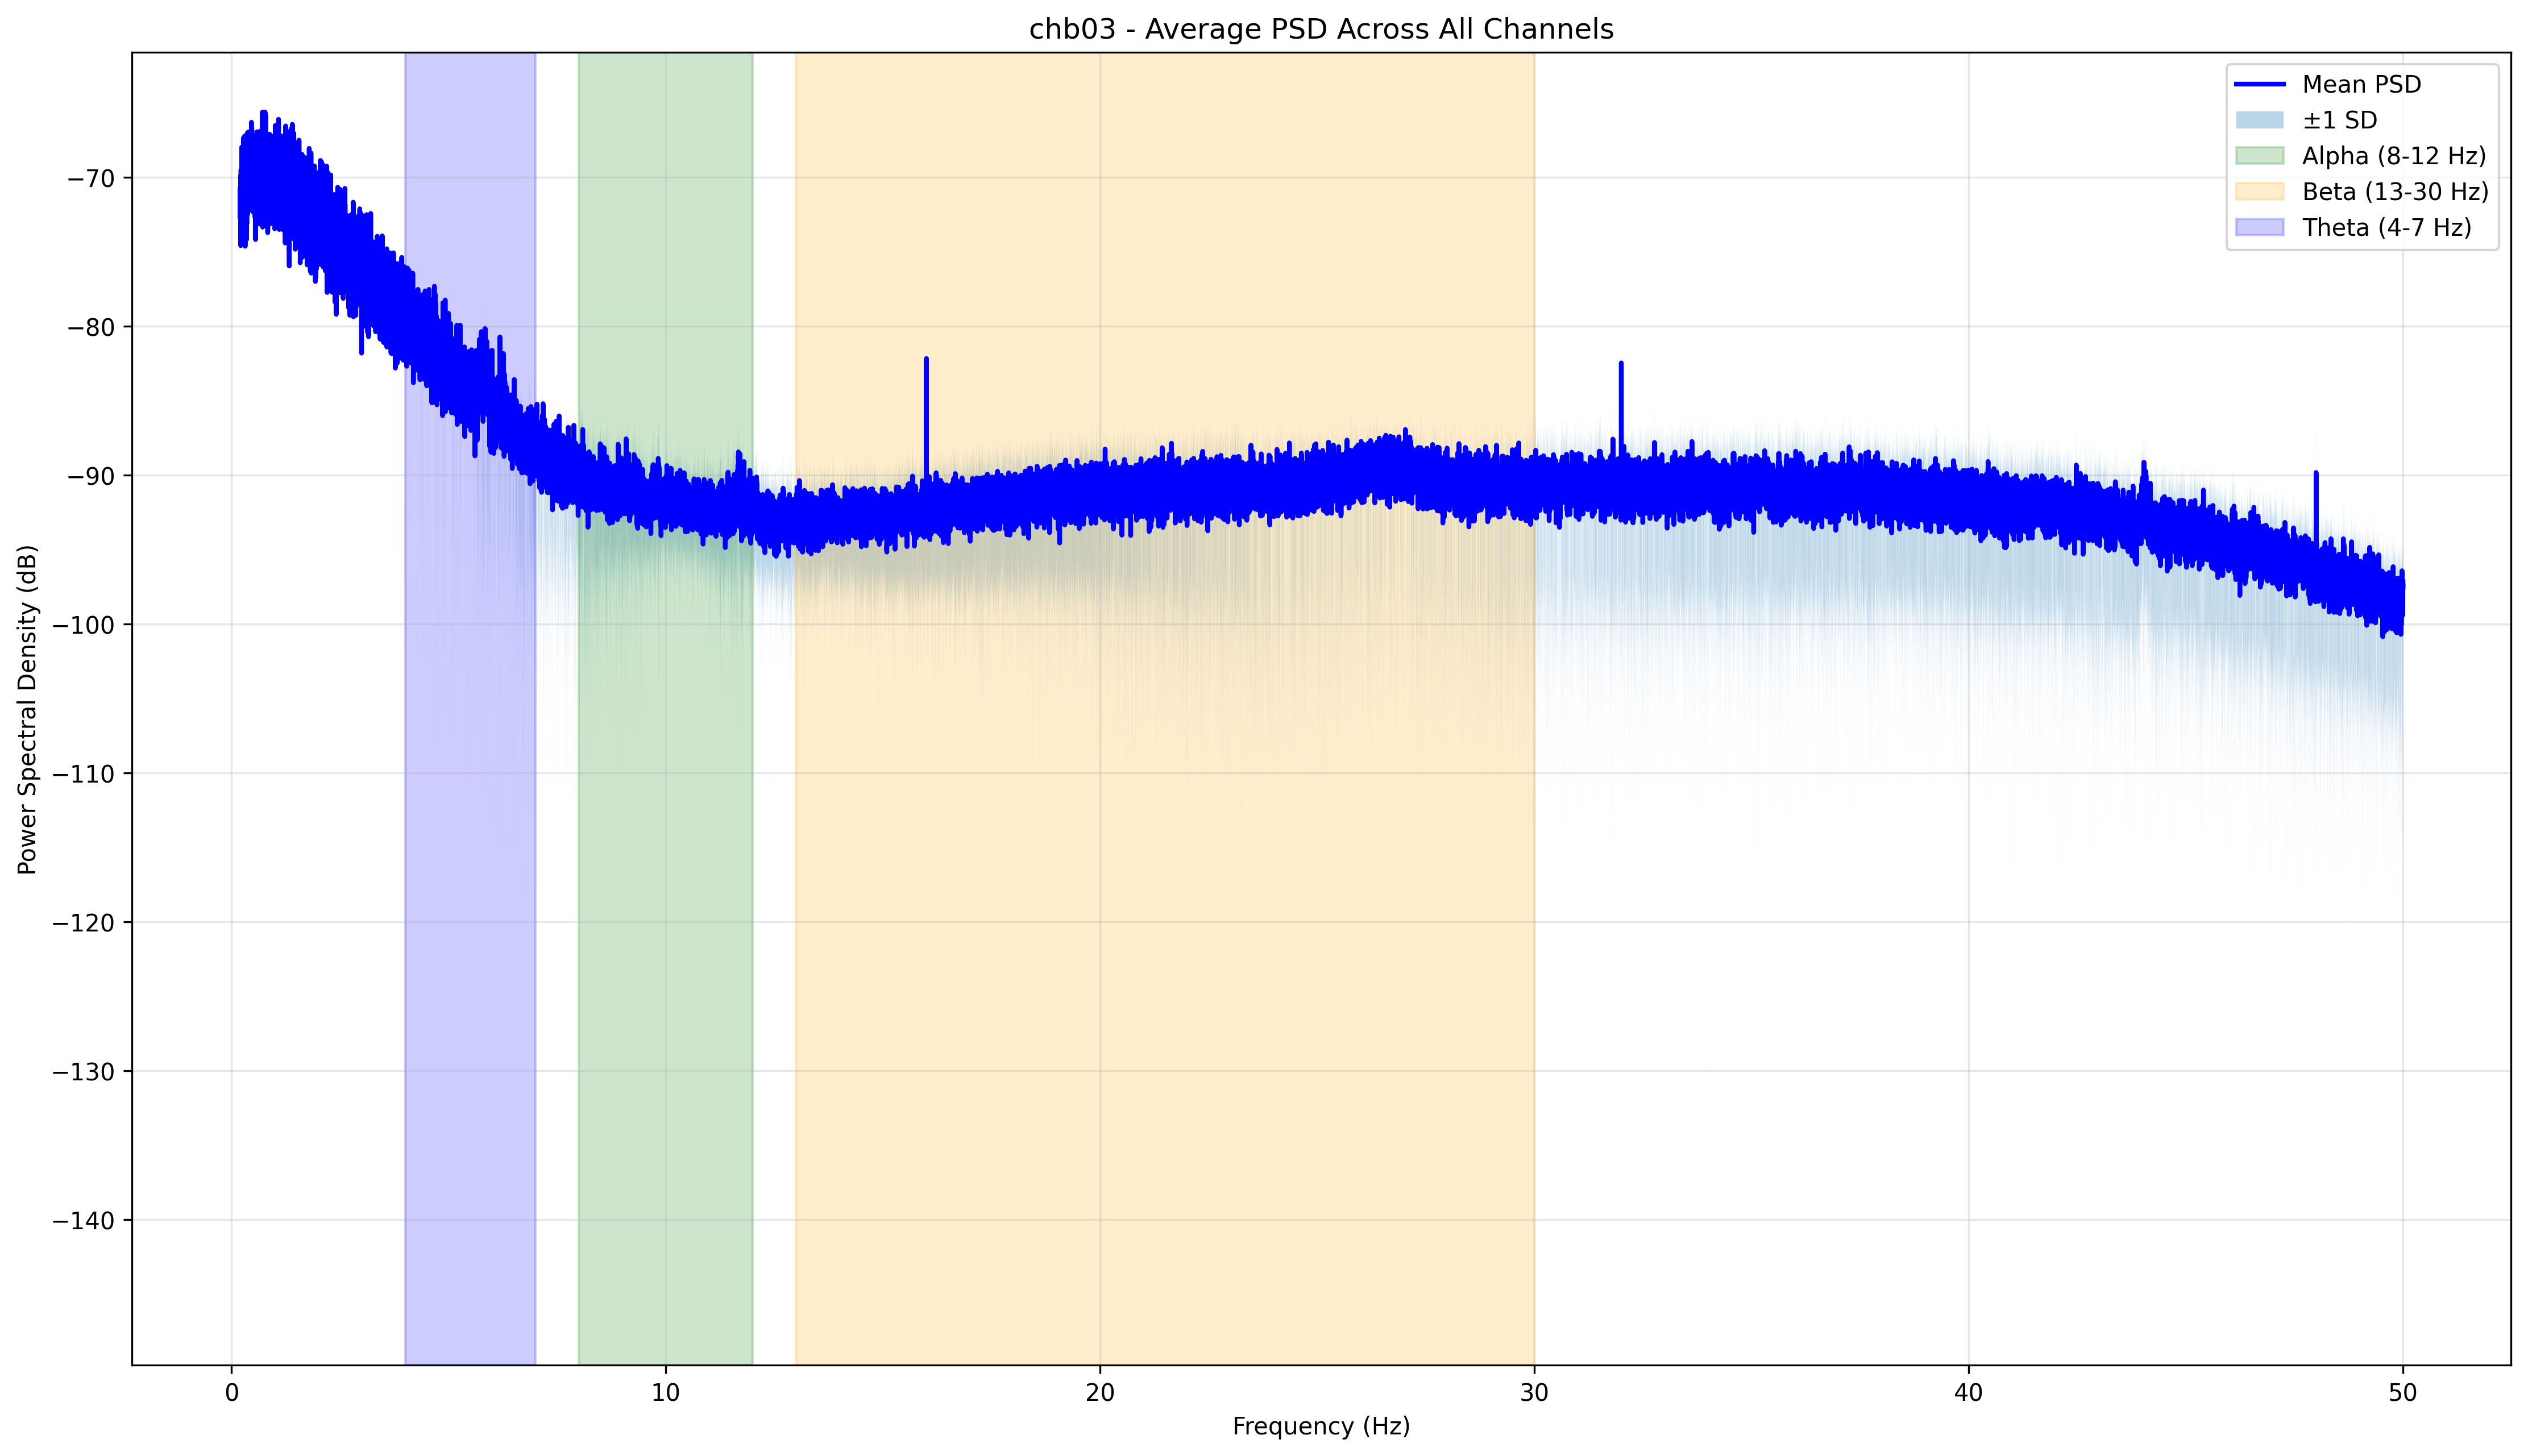 chb03 - Average PSD Across All Channels
Mean PSD
±1 SD
Alpha (8-12 Hz)
Beta (13-30 Hz)
Theta (4-7 Hz)
Power Spectral Density (dB)
−70
−80
−90
−100
−110
−120
−130
−140
0
10
20
30
40
50
Frequency (Hz)